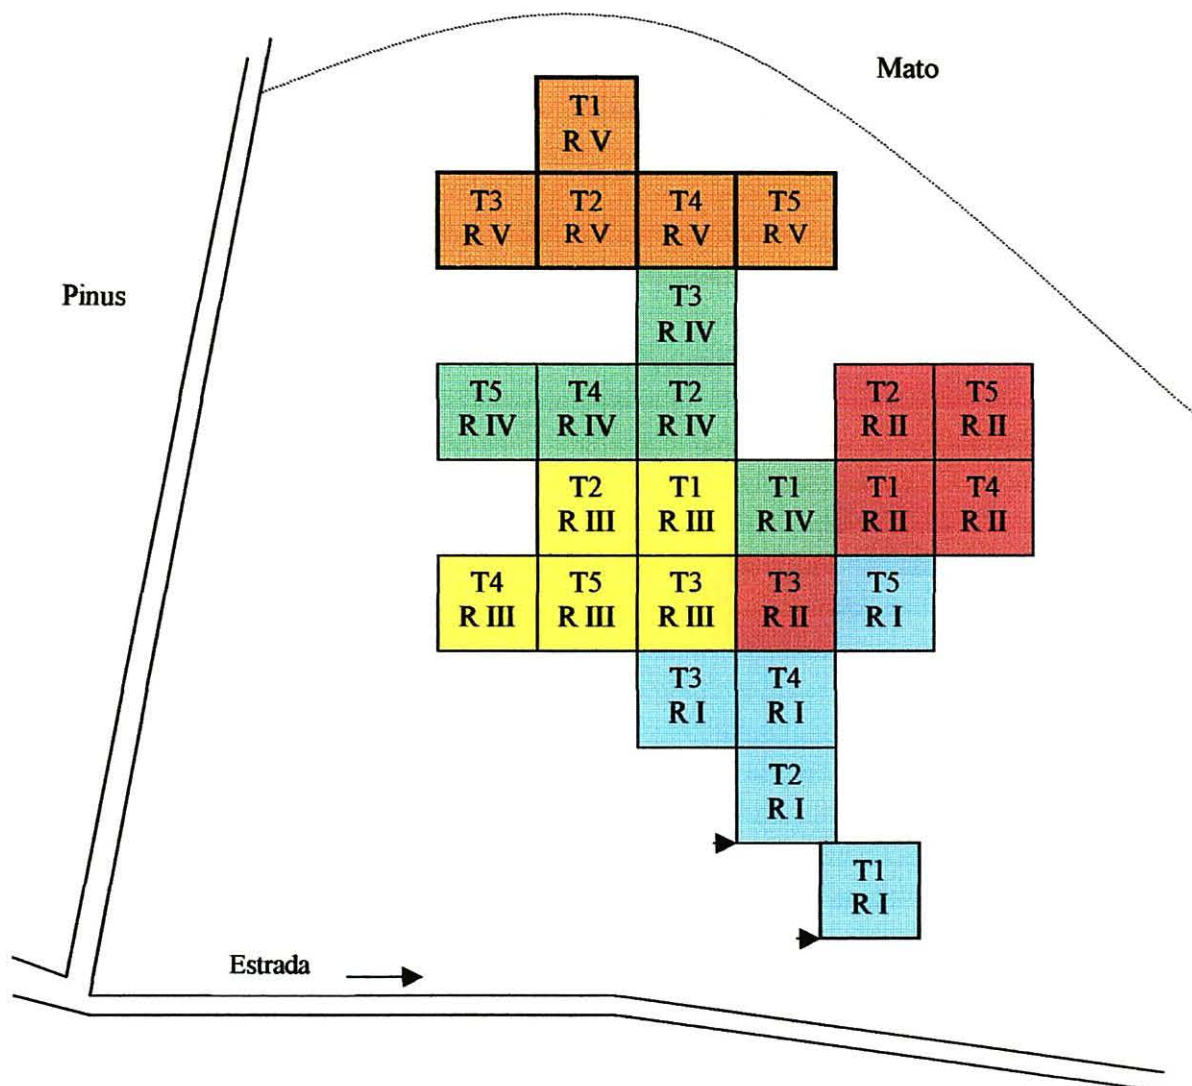 Mato
T1
R V
T3
R V
T2
R V
T4
R V
T5
R V
Pinus
T3
R IV
T5
R IV
T4
R IV
T2
R IV
T2
R II
T5
R II
T2
R III
T1
R III
T1
R IV
T1
R II
T4
R II
T4
R III
T5
R III
T3
R III
T3
R II
T5
R I
T3
R I
T4
R I
T2
R I
T1
R I
Estrada